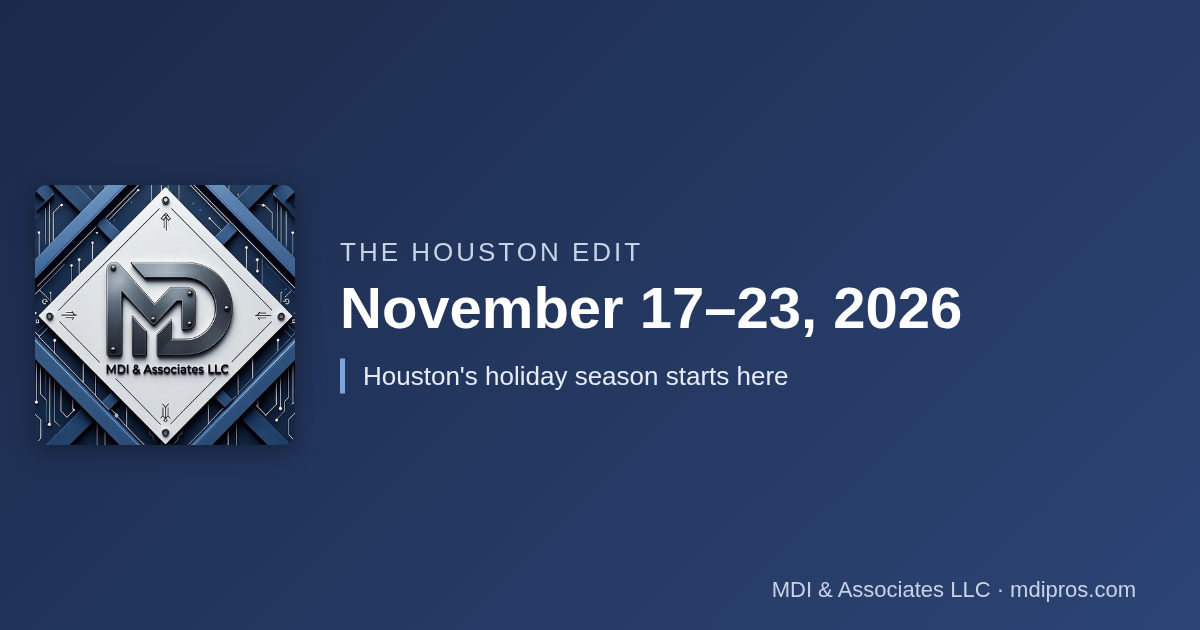 MD
MDI & Associates LLC
THE HOUSTON EDIT
November 17–23, 2026
Houston's holiday season starts here
MDI & Associates LLC · mdipros.com